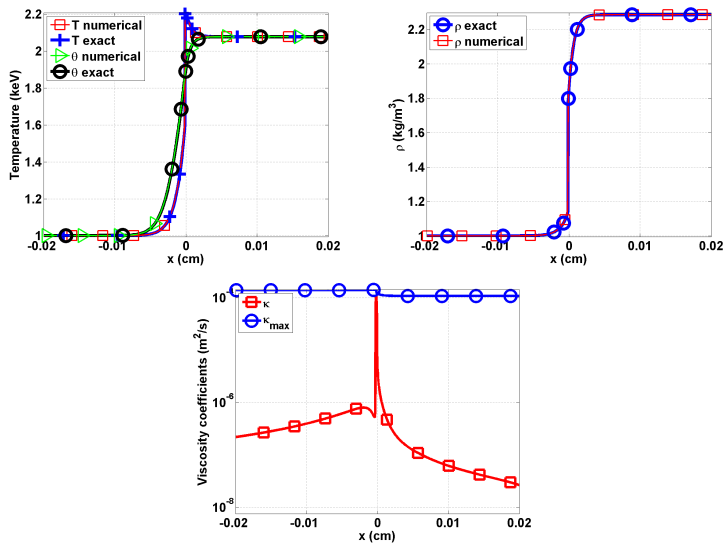 2.2
2
1.8
1.6
1.4
1.2
1
Temperature (keV)
T numerical
T exact
θ numerical
θ exact
-0.02 -0.01 0 0.01 0.02
x (cm)
2.2
2
1.8
1.6
1.4
1.2
ρ (kg/m³)
ρ exact
ρ numerical
-0.02 -0.01 0 0.01 0.02
x (cm)
10⁻⁶
10⁻⁸
Viscosity coefficients (m²/s)
κ
κmax
-0.02 -0.01 0 0.01 0.02
x (cm)